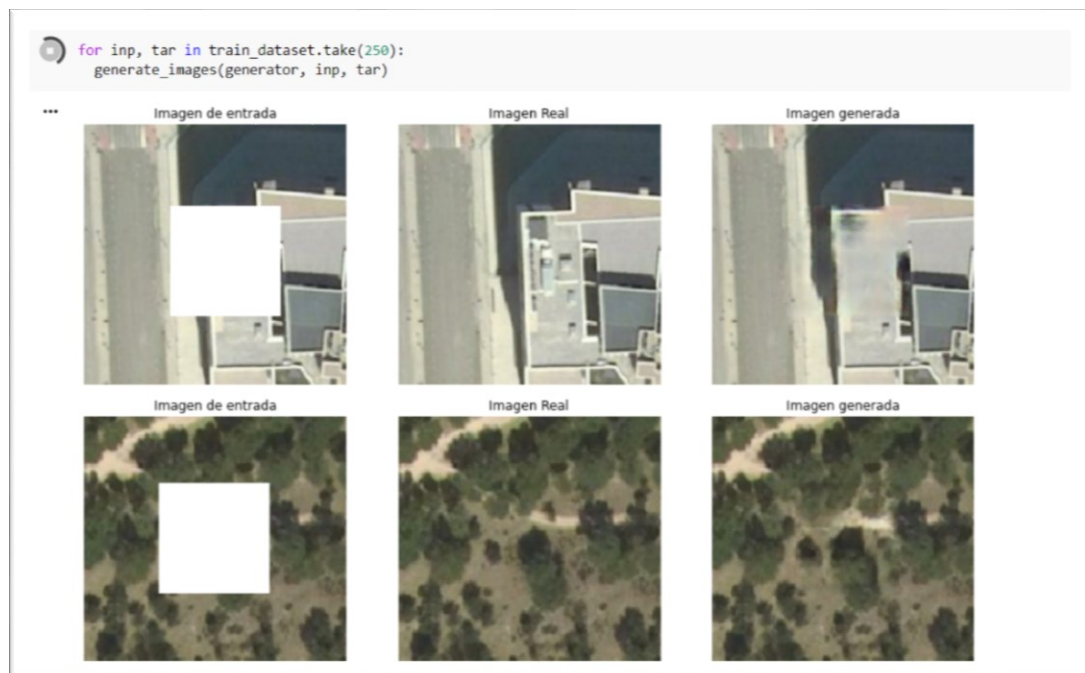 for inp, tar in train_dataset.take(250):
generate_images(generator, inp, tar)
...
Imagen de entrada Imagen Real Imagen generada
Imagen de entrada Imagen Real Imagen generada